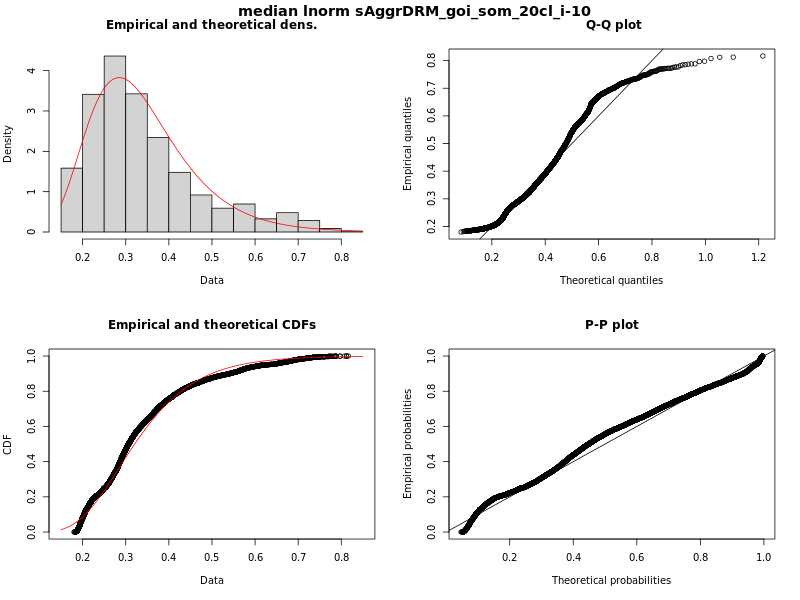 median lnorm sAggrDRM_goi_som_20cl_i-10
Empirical and theoretical dens.
Density
0 1 2 3 4
0.2 0.3 0.4 0.5 0.6 0.7 0.8
Data
Q-Q plot
Empirical quantiles
0.2 0.3 0.4 0.5 0.6 0.7 0.8
0.2 0.4 0.6 0.8 1.0 1.2
Theoretical quantiles
Empirical and theoretical CDFs
CDF
0.0 0.2 0.4 0.6 0.8 1.0
0.2 0.3 0.4 0.5 0.6 0.7 0.8
Data
P-P plot
Empirical probabilities
0.0 0.2 0.4 0.6 0.8 1.0
0.2 0.4 0.6 0.8 1.0
Theoretical probabilities